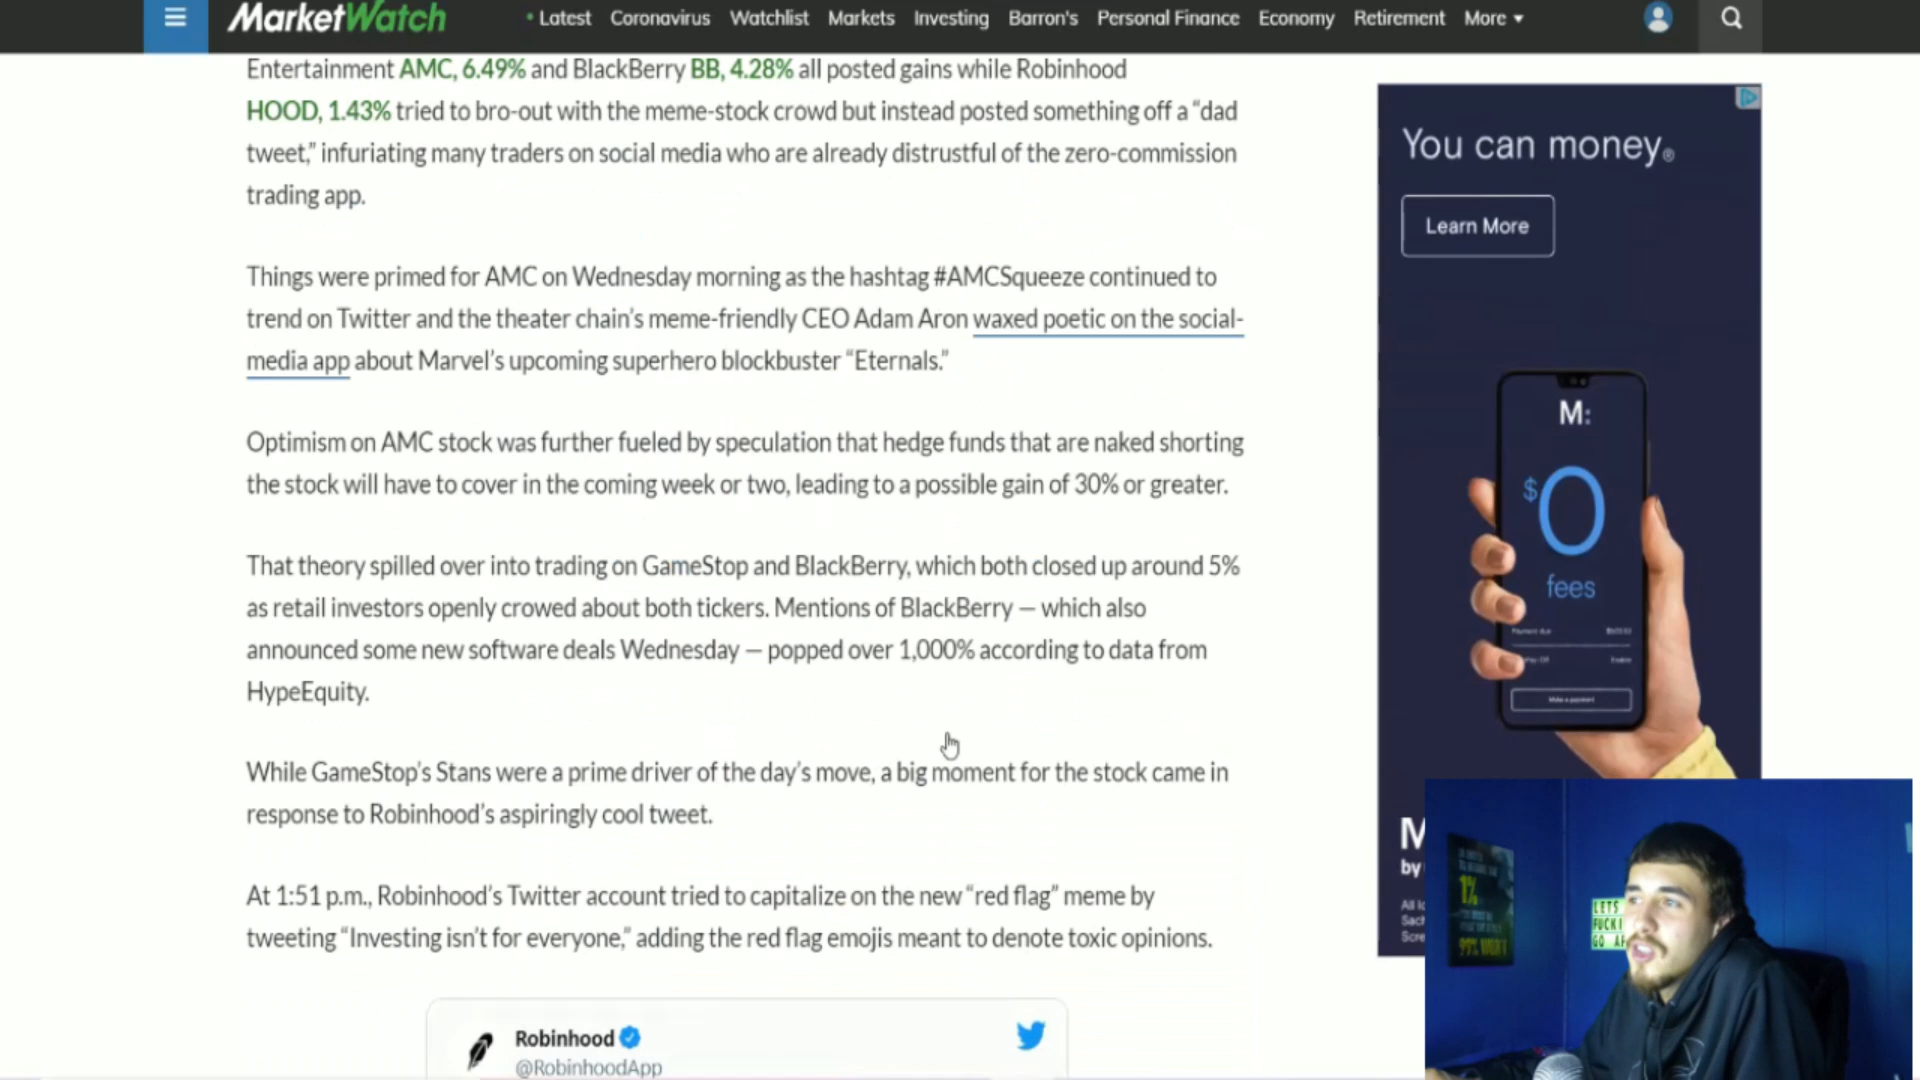 MarketWatch
• Latest Coronavirus Watchlist Markets Investing Barron's Personal Finance Economy Retirement More
Entertainment AMC, 6.49% and BlackBerry BB, 4.28% all posted gains while Robinhood
HOOD, 1.43% tried to bro-out with the meme-stock crowd but instead posted something off a “dad
tweet,” infuriating many traders on social media who are already distrustful of the zero-commission
trading app.
Things were primed for AMC on Wednesday morning as the hashtag #AMCSqueeze continued to
trend on Twitter and the theater chain’s meme-friendly CEO Adam Aron waxed poetic on the social-
media app about Marvel’s upcoming superhero blockbuster “Eternals.”
Optimism on AMC stock was further fueled by speculation that hedge funds that are naked shorting
the stock will have to cover in the coming week or two, leading to a possible gain of 30% or greater.
That theory spilled over into trading on GameStop and BlackBerry, which both closed up around 5%
as retail investors openly crowed about both tickers. Mentions of BlackBerry — which also
announced some new software deals Wednesday — popped over 1,000% according to data from
HypeEquity.
While GameStop’s Stans were a prime driver of the day’s move, a big moment for the stock came in
response to Robinhood’s aspiringly cool tweet.
At 1:51 p.m., Robinhood’s Twitter account tried to capitalize on the new “red flag” meme by
tweeting “Investing isn’t for everyone,” adding the red flag emojis meant to denote toxic opinions.
Robinhood
@RobinhoodApp
You can money®
Learn More
M:
$0
fees
Make a payment
M
by
All lo
Sach
Scre
1%
LETS
FUCKI
GO AP